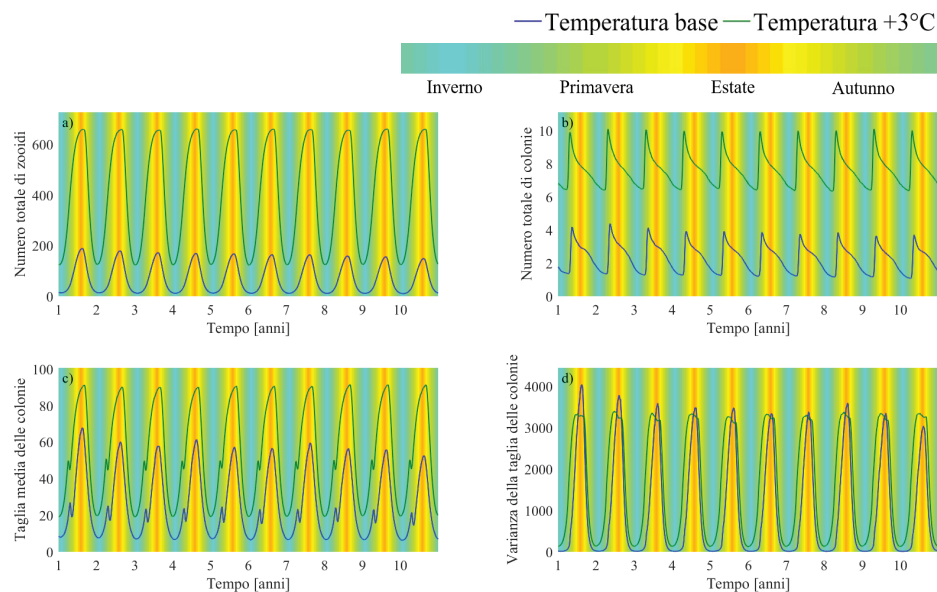 Temperatura base Temperatura +3°C
Inverno Primavera Estate Autunno
a)
Numero totale di zooidi
600
400
200
0
1 2 3 4 5 6 7 8 9 10
Tempo [anni]
b)
Numero totale di colonie
10
8
6
4
2
0
1 2 3 4 5 6 7 8 9 10
Tempo [anni]
c)
Taglia media delle colonie
100
80
60
40
20
0
1 2 3 4 5 6 7 8 9 10
Tempo [anni]
d)
Varianza della taglia delle colonie
4000
3000
2000
1000
0
1 2 3 4 5 6 7 8 9 10
Tempo [anni]